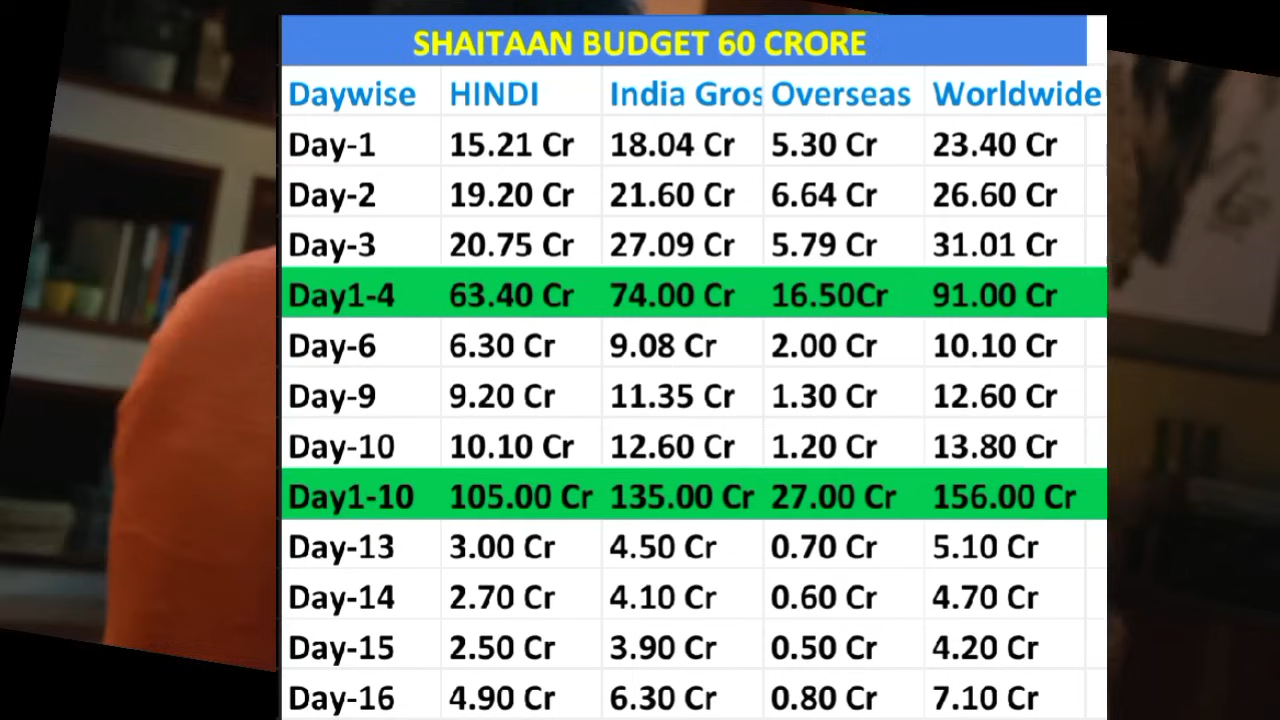 SHAITAAN BUDGET 60 CRORE
Daywise HINDI India Gros Overseas Worldwide
Day-1 15.21 Cr 18.04 Cr 5.30 Cr 23.40 Cr
Day-2 19.20 Cr 21.60 Cr 6.64 Cr 26.60 Cr
Day-3 20.75 Cr 27.09 Cr 5.79 Cr 31.01 Cr
Day1-4 63.40 Cr 74.00 Cr 16.50Cr 91.00 Cr
Day-6 6.30 Cr 9.08 Cr 2.00 Cr 10.10 Cr
Day-9 9.20 Cr 11.35 Cr 1.30 Cr 12.60 Cr
Day-10 10.10 Cr 12.60 Cr 1.20 Cr 13.80 Cr
Day1-10 105.00 Cr 135.00 Cr 27.00 Cr 156.00 Cr
Day-13 3.00 Cr 4.50 Cr 0.70 Cr 5.10 Cr
Day-14 2.70 Cr 4.10 Cr 0.60 Cr 4.70 Cr
Day-15 2.50 Cr 3.90 Cr 0.50 Cr 4.20 Cr
Day-16 4.90 Cr 6.30 Cr 0.80 Cr 7.10 Cr